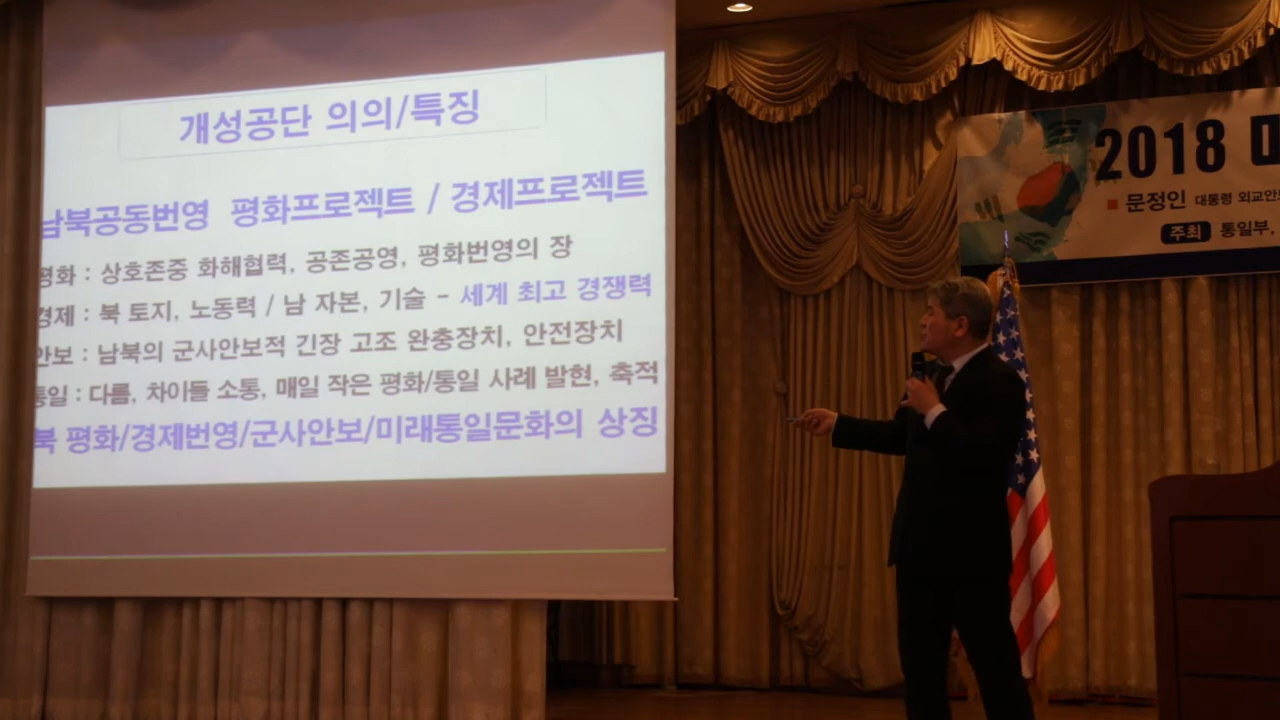 개성공단 의의/특징
남북공동번영 평화프로젝트 / 경제프로젝트
평화 : 상호존중 화해협력, 공존공영, 평화번영의 장
경제 : 북 토지, 노동력 / 남 자본, 기술 - 세계 최고 경쟁력
안보 : 남북의 군사안보적 긴장 고조 완충장치, 안전장치
통일 : 다름, 차이들 소통, 매일 작은 평화/통일 사례 발현, 축적
북 평화/경제번영/군사안보/미래통일문화의 상징
2018
■ 문정인 대통령 외교안
주최 통일부,